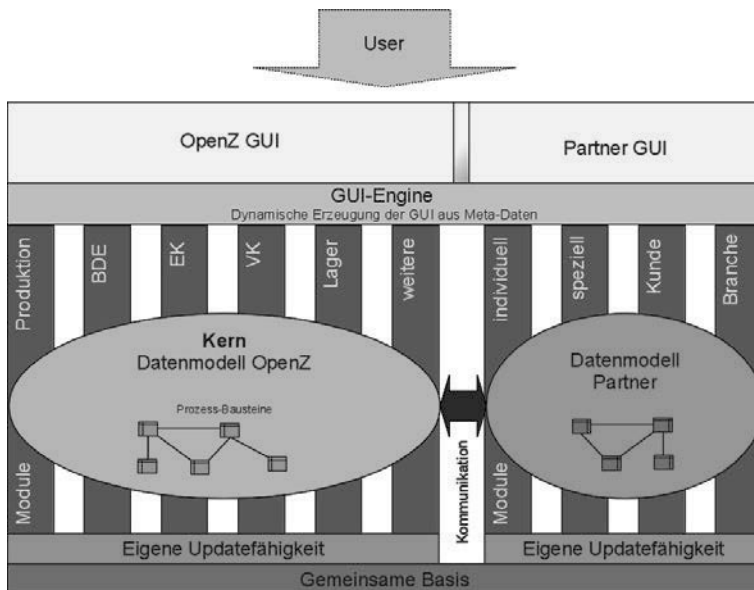 User
OpenZ GUI
Partner GUI
GUI-Engine
Dynamische Erzeugung der GUI aus Meta-Daten
Produktion
BDE
EK
VK
Lager
weitere
individuell
speziell
Kunde
Branche
Kern
Datenmodell OpenZ
Prozess-Bausteine
Datenmodell
Partner
Module
Kommunikation
Module
Eigene Updatefähigkeit
Eigene Updatefähigkeit
Gemeinsame Basis